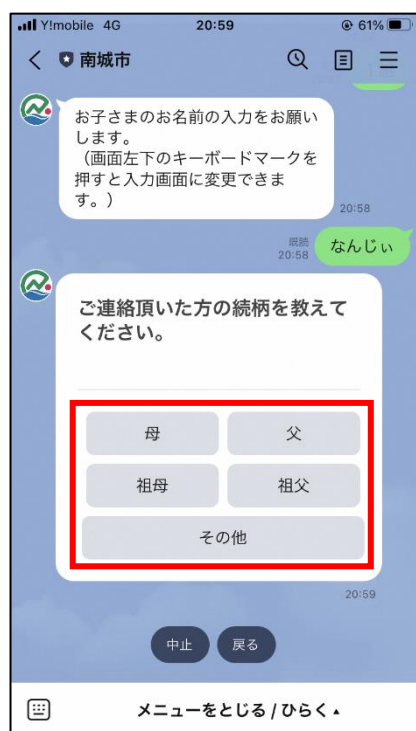 Y!mobile 4G 20:59 61%
南城市
お子さまのお名前の入力をお願い
します。
（画面左下のキーボードマークを
押すと入力画面に変更できま
す。）
20:58
既読
20:58
なんじぃ
ご連絡頂いた方の続柄を教えて
ください。
母 父
祖母 祖父
その他
20:59
中止 戻る
メニューをとじる / ひらく ▴